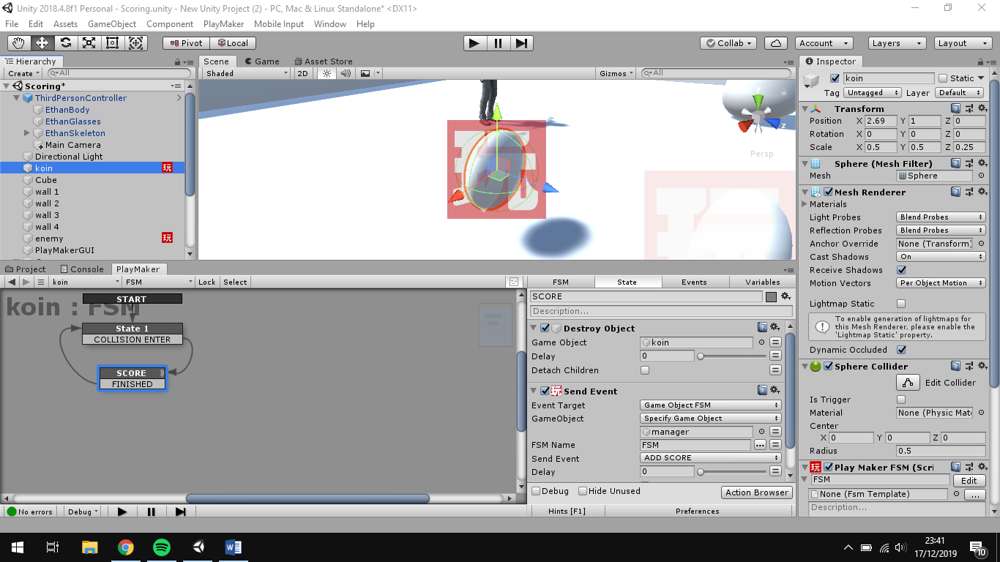 Unity 2018.4.8f1 Personal - Scoring.unity - New Unity Project (2) - PC, Mac & Linux Standalone* <DX11>
File Edit Assets GameObject Component PlayMaker Mobile Input Window Help
Pivot Local Collab Account Layers Layout
Hierarchy
Create All
Scoring*
ThirdPersonController
EthanBody
EthanGlasses
EthanSkeleton
Main Camera
Directional Light
koin 玩
Cube
wall 1
wall 2
wall 3
wall 4
enemy 玩
PlayMakerGUI
Scene Game Asset Store
Shaded 2D Gizmos All
玩
y
z
Persp
Project Console PlayMaker
koin FSM Lock Select
koin : FSM
START
State 1
COLLISION ENTER
SCORE
FINISHED
No errors Debug
FSM State Events Variables
SCORE
Description...
Destroy Object
Game Object koin
Delay 0
Detach Children
玩 Send Event
Event Target Game Object FSM
GameObject Specify Game Object
manager
FSM Name FSM ...
Send Event ADD SCORE
Delay 0
Debug Hide Unused Action Browser
Hints [F1] Preferences
Inspector
koin Static
Tag Untagged Layer Default
Transform
Position X 2.69 Y 1 Z 0
Rotation X 0 Y 0 Z 0
Scale X 0.5 Y 0.5 Z 0.25
Sphere (Mesh Filter)
Mesh Sphere
Mesh Renderer
Materials
Light Probes Blend Probes
Reflection Probes Blend Probes
Anchor Override None (Transform)
Cast Shadows On
Receive Shadows
Motion Vectors Per Object Motion
Lightmap Static
To enable generation of lightmaps for
this Mesh Renderer, please enable the
'Lightmap Static' property.
Dynamic Occluded
Sphere Collider
Edit Collider
Is Trigger
Material None (Physic Mat
Center
X 0 Y 0 Z 0
Radius 0.5
玩 Play Maker FSM (Scri
FSM Edit
None (Fsm Template) ...
Description...
23:41
17/12/2019
10